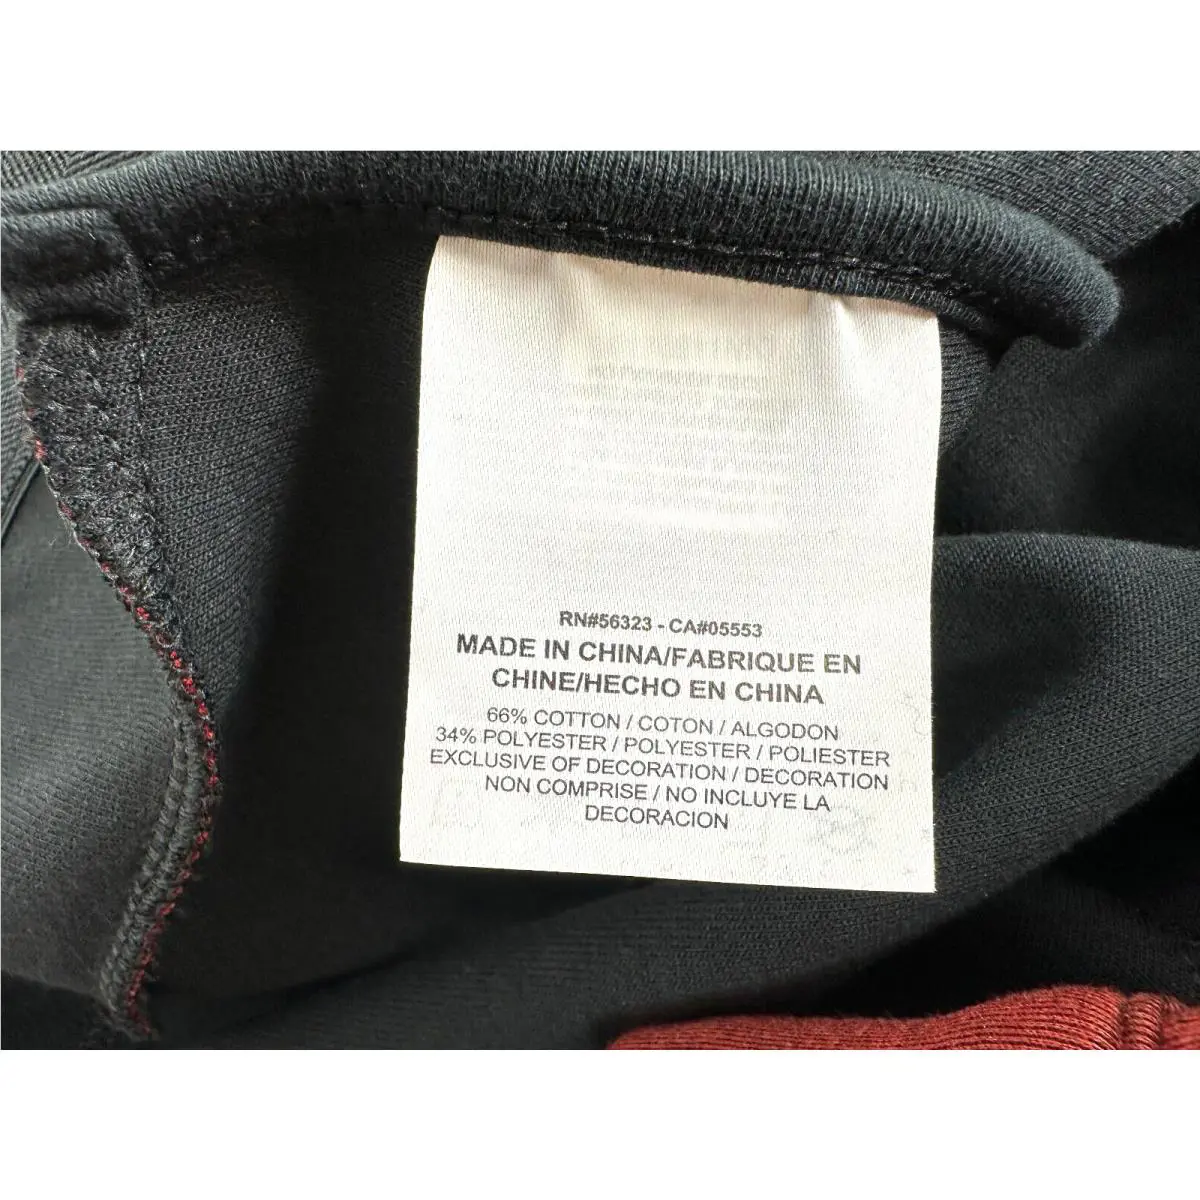 RN#56323 - CA#05553
MADE IN CHINA/FABRIQUE EN
CHINE/HECHO EN CHINA
66% COTTON / COTON / ALGODON
34% POLYESTER / POLYESTER / POLIESTER
EXCLUSIVE OF DECORATION / DECORATION
NON COMPRISE / NO INCLUYE LA
DECORACION